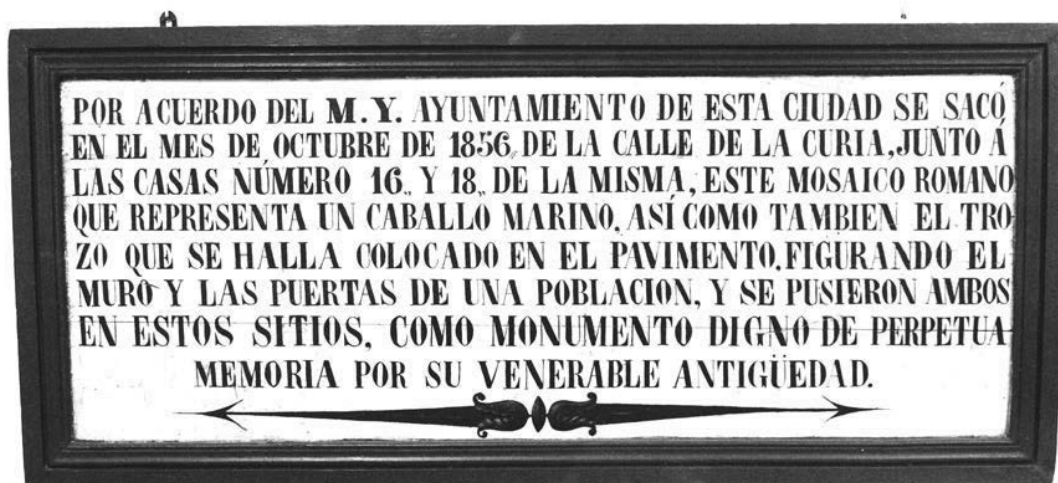 POR ACUERDO DEL M.Y. AYUNTAMIENTO DE ESTA CIUDAD SE SACÓ
EN EL MES DE OCTUBRE DE 1856,, DE LA CALLE DE LA CURIA, JUNTO Á
LAS CASAS NÚMERO 16,, Y 18,, DE LA MISMA, ESTE MOSAICO ROMANO
QUE REPRESENTA UN CABALLO MARINO, ASÍ COMO TAMBIEN EL TRO-
ZO QUE SE HALLA COLOCADO EN EL PAVIMENTO, FIGURANDO EL
MURO Y LAS PUERTAS DE UNA POBLACION, Y SE PUSIERON AMBOS
EN ESTOS SITIOS, COMO MONUMENTO DIGNO DE PERPETUA
MEMORIA POR SU VENERABLE ANTIGÜEDAD.